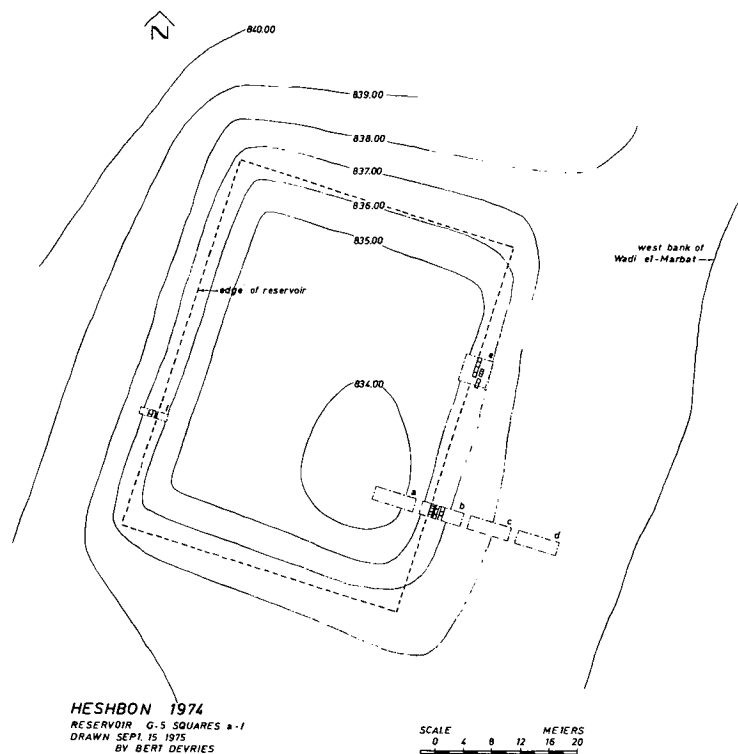 N
840.00
839.00
838.00
837.00
836.00
835.00
west bank of
Wadi el-Marbat
edge of reservoir
e
834.00
f
a
b
c
d
HESHBON 1974
RESERVOIR G-5 SQUARES a-f
DRAWN SEPT. 15 1975
BY BERT DEVRIES
SCALE METERS
0 4 8 12 16 20